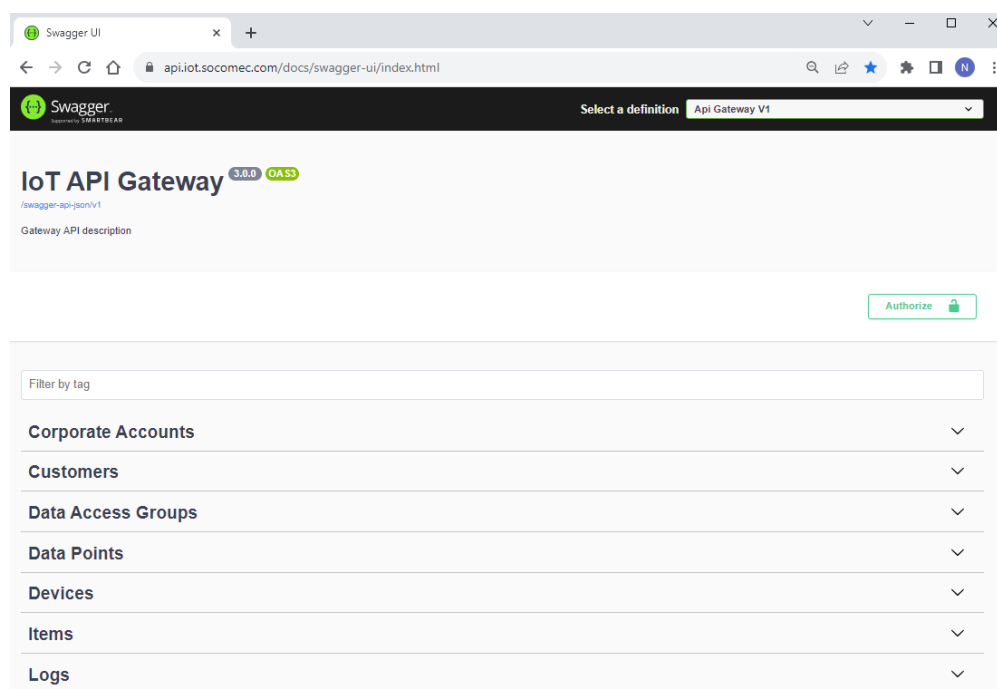 Swagger UI
api.iot.socomec.com/docs/swagger-ui/index.html
N
Swagger.
Supported by SMARTBEAR
Select a definition Api Gateway V1
IoT API Gateway 3.0.0 OAS3
/swagger-api-json/v1
Gateway API description
Authorize
Filter by tag
Corporate Accounts
Customers
Data Access Groups
Data Points
Devices
Items
Logs